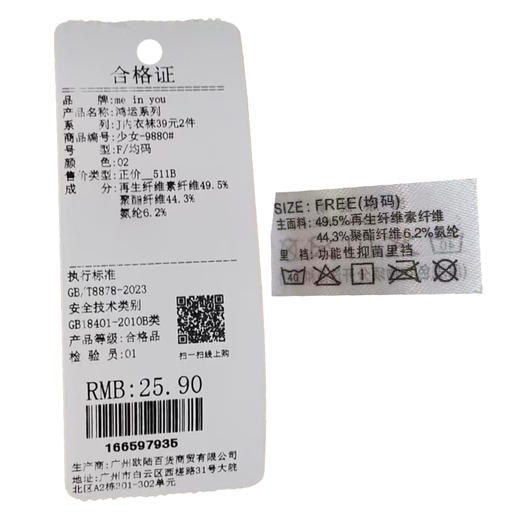 合格证
品 牌:me in you
产品名称:鸿运系列
系 列:J内衣袜39元2件
商品编号:少女-9880#
号 型:F/均码
颜 色:02
售价类型:正价__511B
成 分:再生纤维素纤维49.5%
聚酯纤维44.3%
氨纶6.2%
执行标准
GB/T8878-2023
安全技术类别
GB18401-2010B类
产品等级:合格品
检 验 员:01
扫一扫线上购
RMB:25.90
166597935
生产商:广州欧陆百货商贸有限公司
地址:广州市白云区西槎路31号大院
北区A2栋301-302单元
SIZE: FREE(均码)
主面料: 49.5%再生纤维素纤维
44.3%聚酯纤维6.2%氨纶
里 裆: 功能性抑菌里裆
40